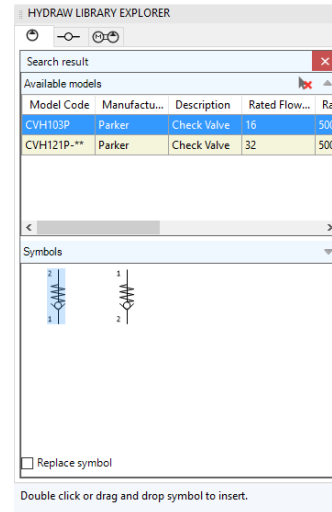 HYDRAW LIBRARY EXPLORER
Search result
Available models
Model Code Manufactu... Description Rated Flow... Ra
CVH103P Parker Check Valve 16 500
CVH121P-** Parker Check Valve 32 500
Symbols
2 1
1 2
Replace symbol
Double click or drag and drop symbol to insert.